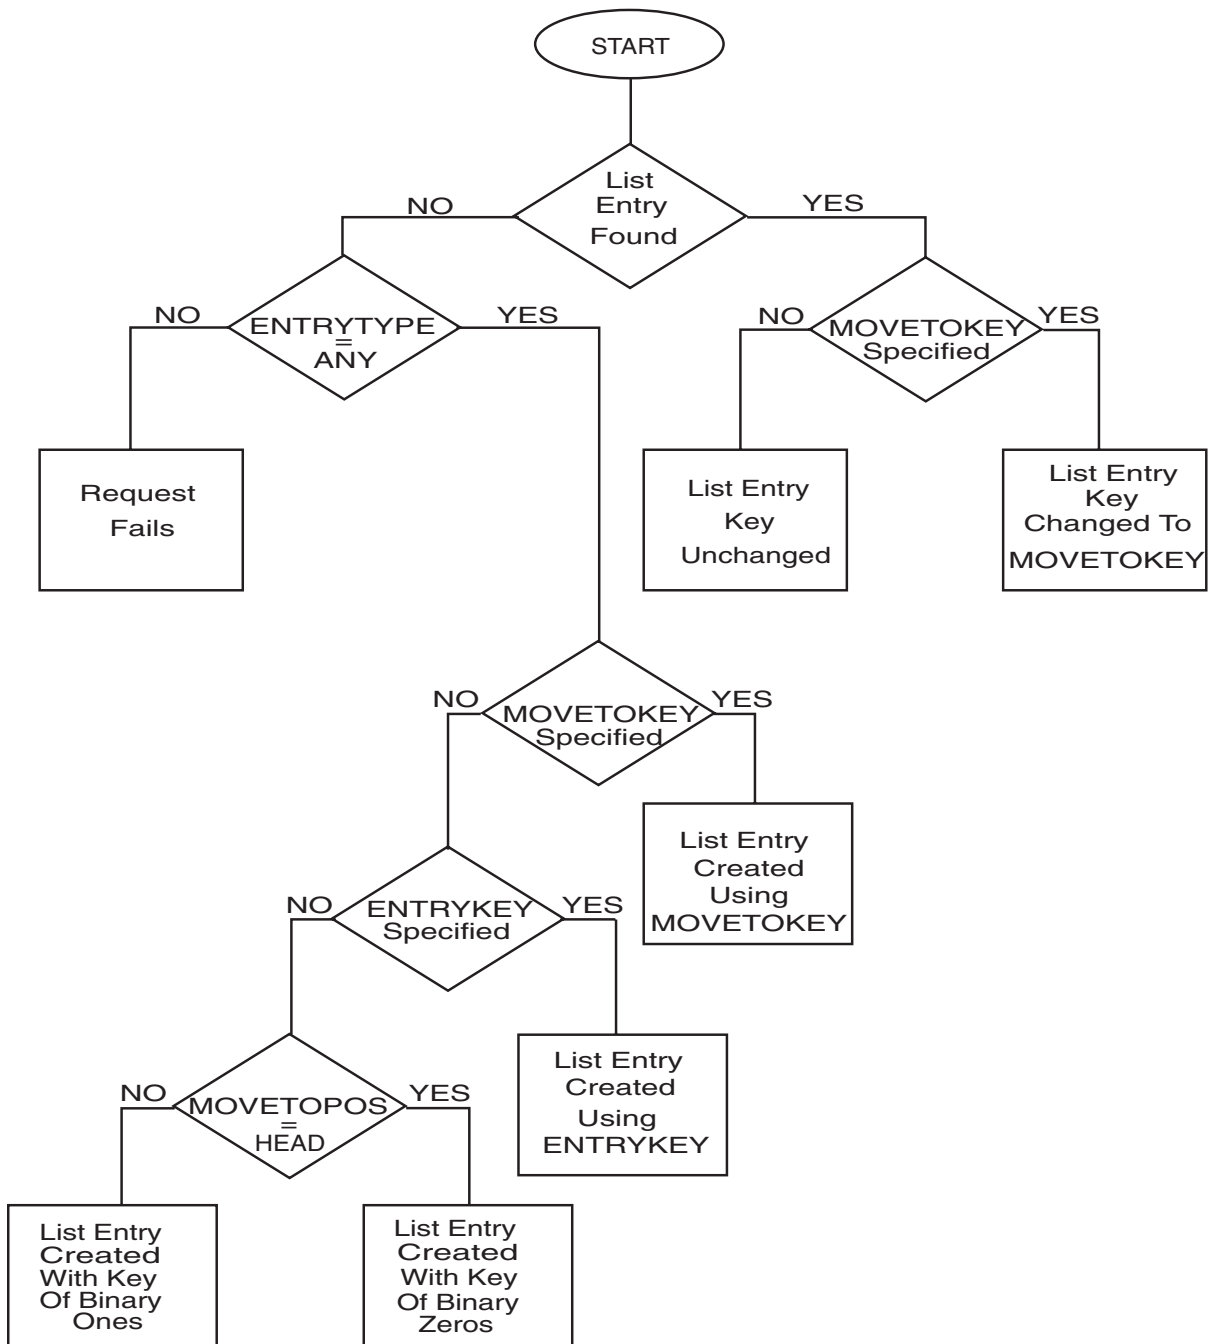 START
List
Entry
Found
NO
YES
ENTRYTYPE
=
ANY
NO
YES
MOVETOKEY
Specified
NO
YES
Request
Fails
List Entry
Key
Unchanged
List Entry
Key
Changed To
MOVETOKEY
MOVETOKEY
Specified
NO
YES
List Entry
Created
Using
MOVETOKEY
ENTRYKEY
Specified
NO
YES
List Entry
Created
Using
ENTRYKEY
MOVETOPOS
=
HEAD
NO
YES
List Entry
Created
With Key
Of Binary
Ones
List Entry
Created
With Key
Of Binary
Zeros